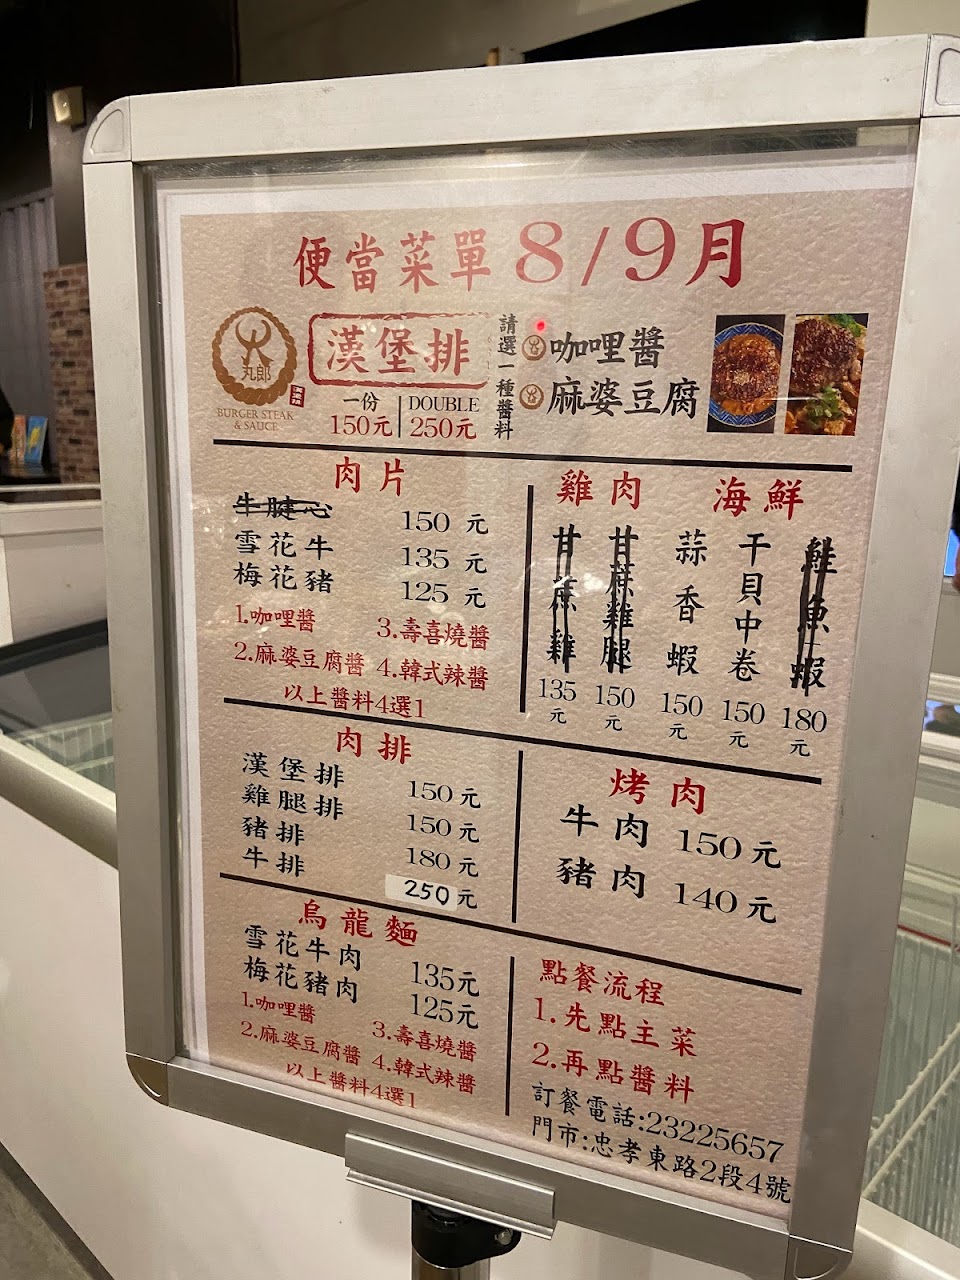 便當菜單8/9月
丸郎
漢堡排
BURGER STEAK
& SAUCE
漢堡排
一份
150元
DOUBLE
250元
請選一種醬料
咖哩醬
麻婆豆腐
肉片
牛腱心 150 元
雪花牛 135 元
梅花豬 125 元
1.咖哩醬 3.壽喜燒醬
2.麻婆豆腐醬 4.韓式辣醬
以上醬料4選1
雞肉
甘蔗雞 135元
甘蔗雞腿 150元
海鮮
蒜香蝦 150元
干貝中卷 150元
鮭魚蝦 180元
肉排
漢堡排 150元
雞腿排 150元
豬排 180元
牛排 250元
烤肉
牛肉 150元
豬肉 140元
烏龍麵
雪花牛肉 135元
梅花豬肉 125元
1.咖哩醬 3.壽喜燒醬
2.麻婆豆腐醬 4.韓式辣醬
以上醬料4選1
點餐流程
1.先點主菜
2.再點醬料
訂餐電話:23225657
門市:忠孝東路2段4號